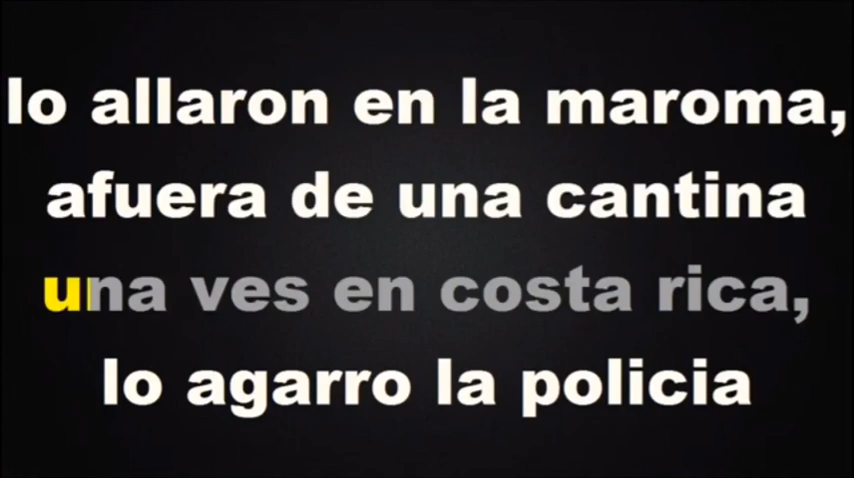 lo allaron en la maroma,
afuera de una cantina
una ves en costa rica,
lo agarro la policia